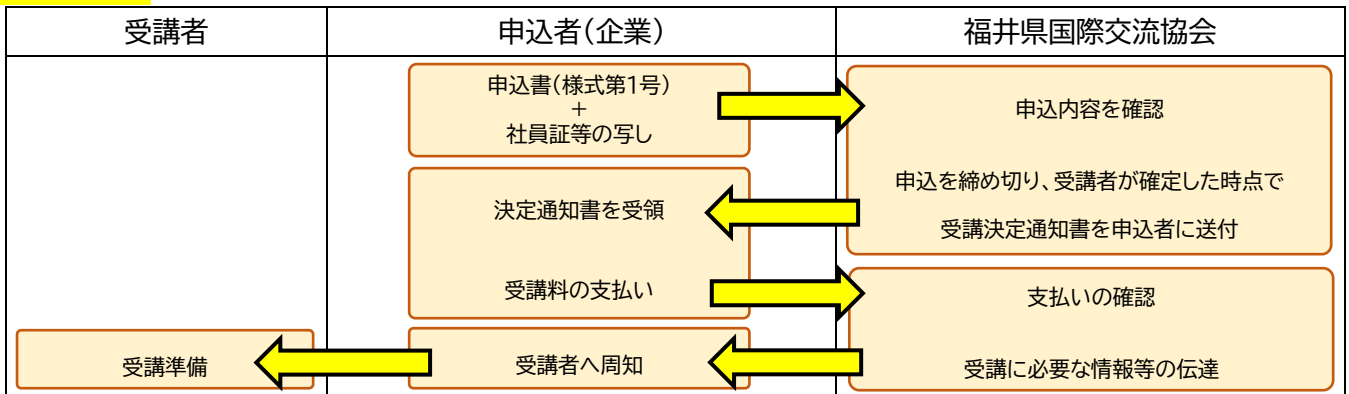 受講者
申込者(企業)
福井県国際交流協会
申込書(様式第1号)
+
社員証等の写し
申込内容を確認
申込を締め切り、受講者が確定した時点で
受講決定通知書を申込者に送付
決定通知書を受領
受講料の支払い
支払いの確認
受講に必要な情報等の伝達
受講者へ周知
受講準備